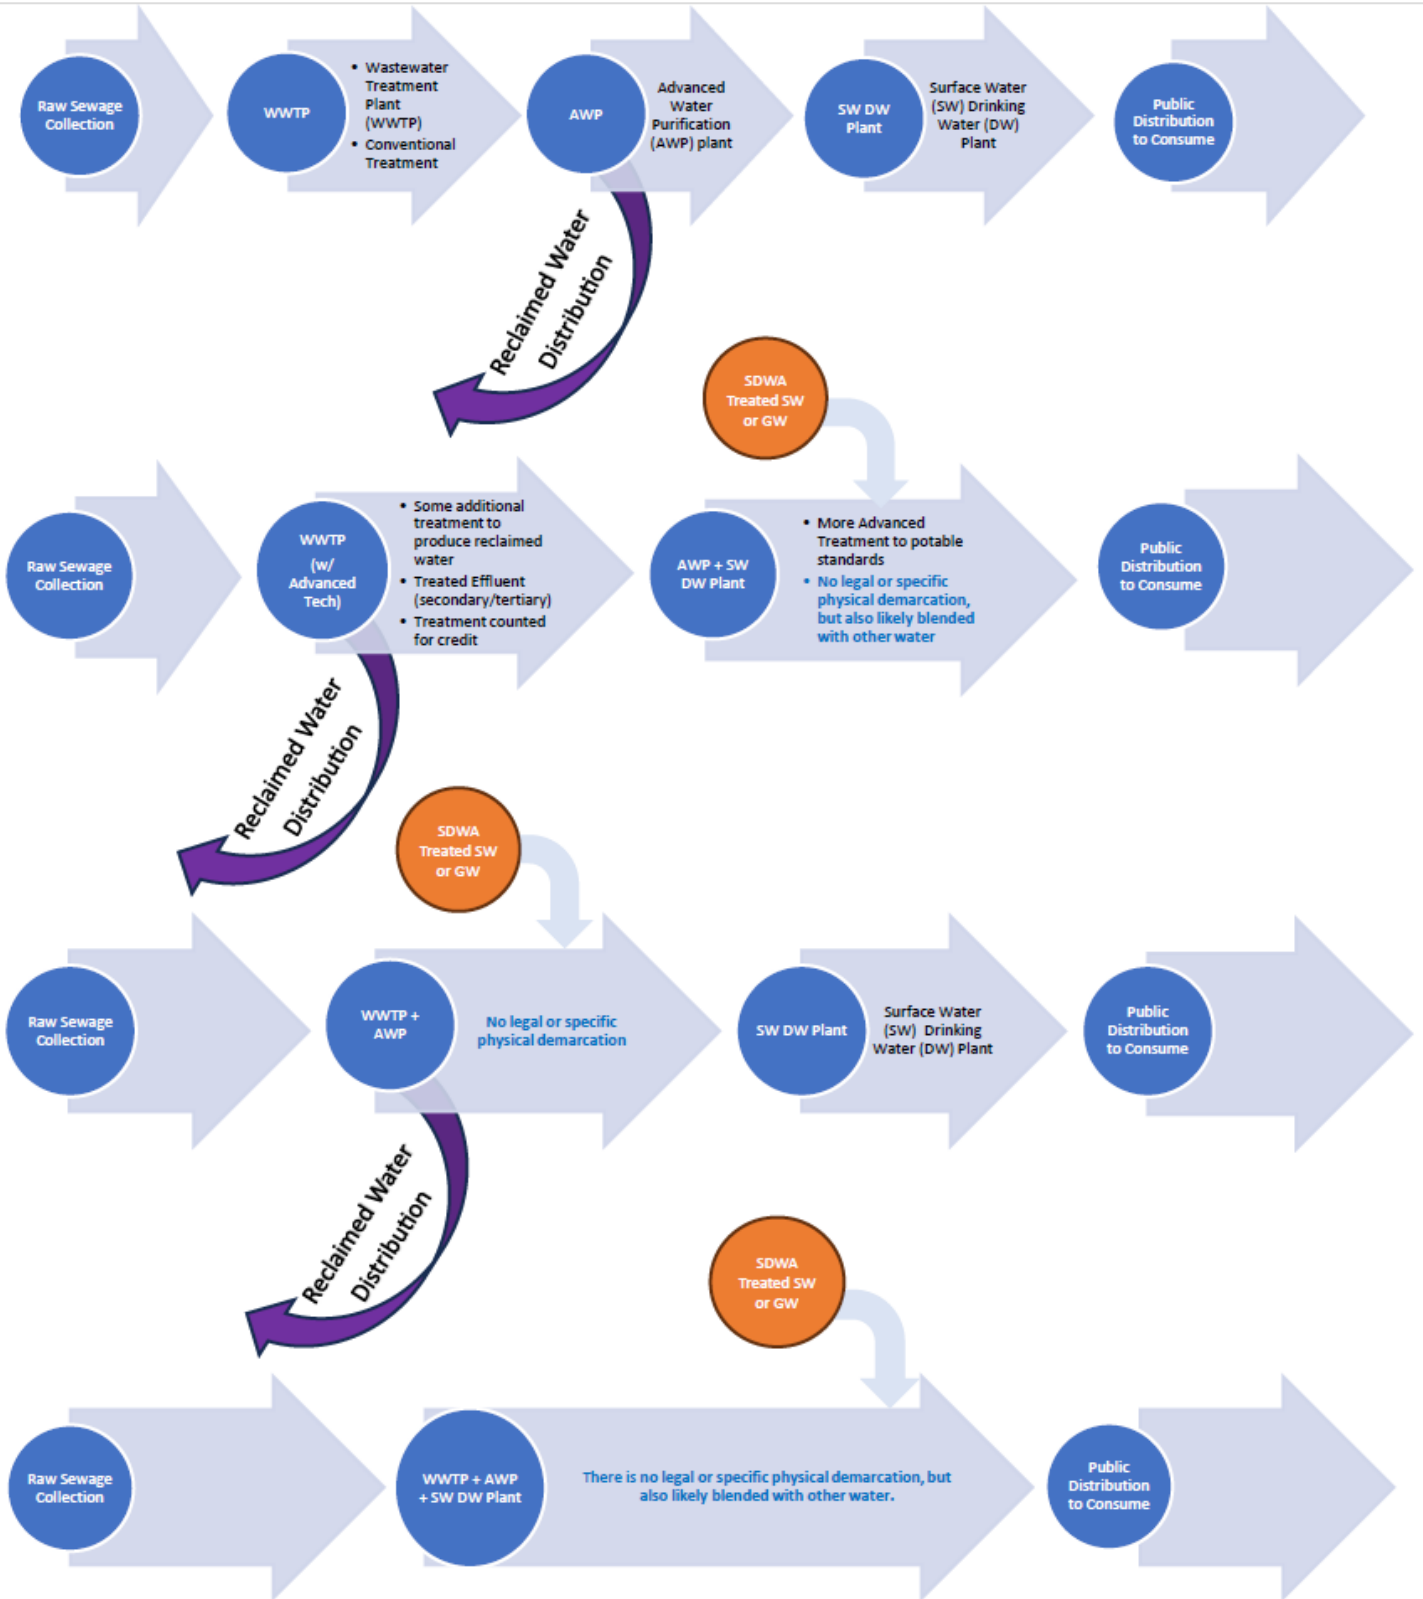 Raw Sewage
Collection
WWTP
• Wastewater
Treatment
Plant
(WWTP)
• Conventional
Treatment
AWP
Advanced
Water
Purification
(AWP) plant
SW DW
Plant
Surface Water
(SW) Drinking
Water (DW)
Plant
Public
Distribution
to Consume
Reclaimed Water
Distribution
SDWA
Treated SW
or GW
Raw Sewage
Collection
WWTP
(w/
Advanced
Tech)
• Some additional
treatment to
produce reclaimed
water
• Treated Effluent
(secondary/tertiary)
• Treatment counted
for credit
AWP + SW
DW Plant
• More Advanced
Treatment to potable
standards
• No legal or specific
physical demarcation,
but also likely blended
with other water
Public
Distribution
to Consume
Reclaimed Water
Distribution
SDWA
Treated SW
or GW
Raw Sewage
Collection
WWTP +
AWP
No legal or specific
physical demarcation
SW DW Plant
Surface Water
(SW) Drinking
Water (DW) Plant
Public
Distribution
to Consume
Reclaimed Water
Distribution
SDWA
Treated SW
or GW
Raw Sewage
Collection
WWTP + AWP
+ SW DW Plant
There is no legal or specific physical demarcation, but
also likely blended with other water.
Public
Distribution
to Consume